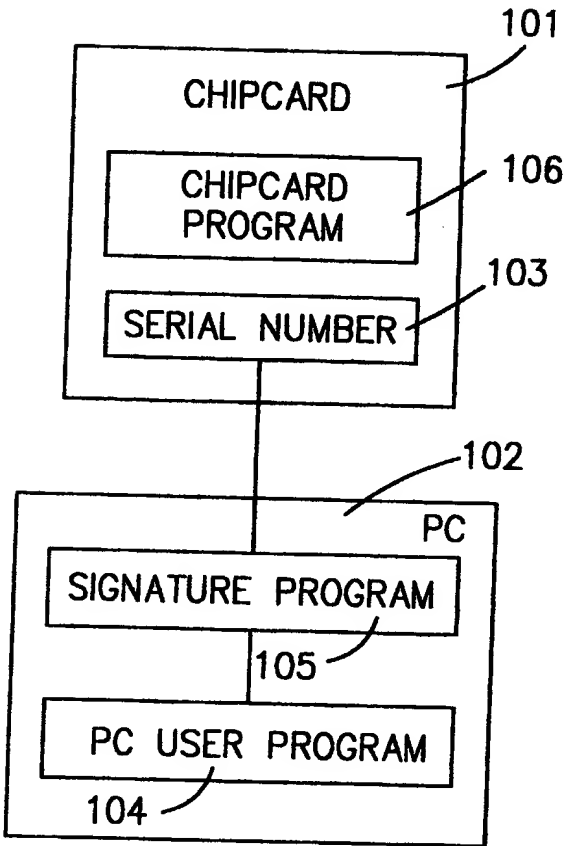 101
CHIPCARD
CHIPCARD
PROGRAM
106
103
SERIAL NUMBER
102
PC
SIGNATURE PROGRAM
105
PC USER PROGRAM
104